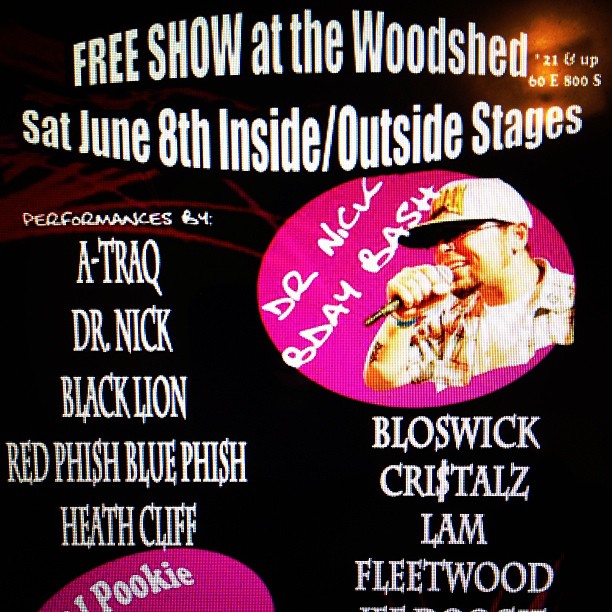 FREE SHOW at the Woodshed
* 21 & up
60 E 800 S
Sat June 8th Inside/Outside Stages
PERFORMANCES BY:
A-TRAQ
DR. NICK
BLACK LION
RED PHI$H BLUE PHI$H
HEATH CLIFF
DR NICK
BDAY BASH
BLO$WICK
CRI$TALZ
LAM
FLEETWOOD
Pookie